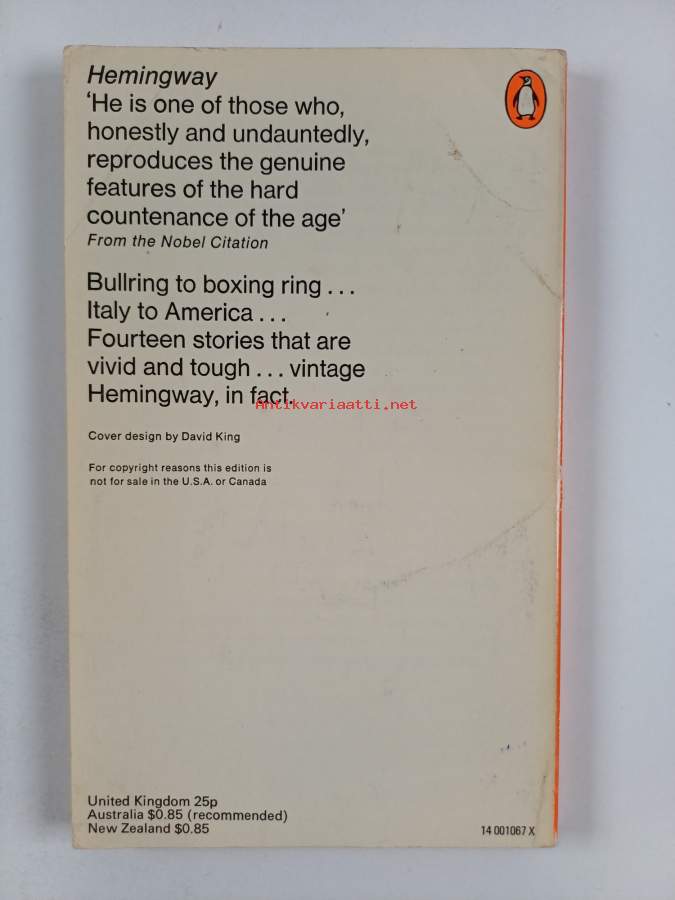 Hemingway
‘He is one of those who,
honestly and undauntedly,
reproduces the genuine
features of the hard
countenance of the age’
From the Nobel Citation
Bullring to boxing ring . . .
Italy to America . . .
Fourteen stories that are
vivid and tough . . . vintage
Hemingway, in fact.
Antikvariaatti.net
Cover design by David King
For copyright reasons this edition is
not for sale in the U.S.A. or Canada
United Kingdom 25p
Australia $0.85 (recommended)
New Zealand $0.85
14 001067 X